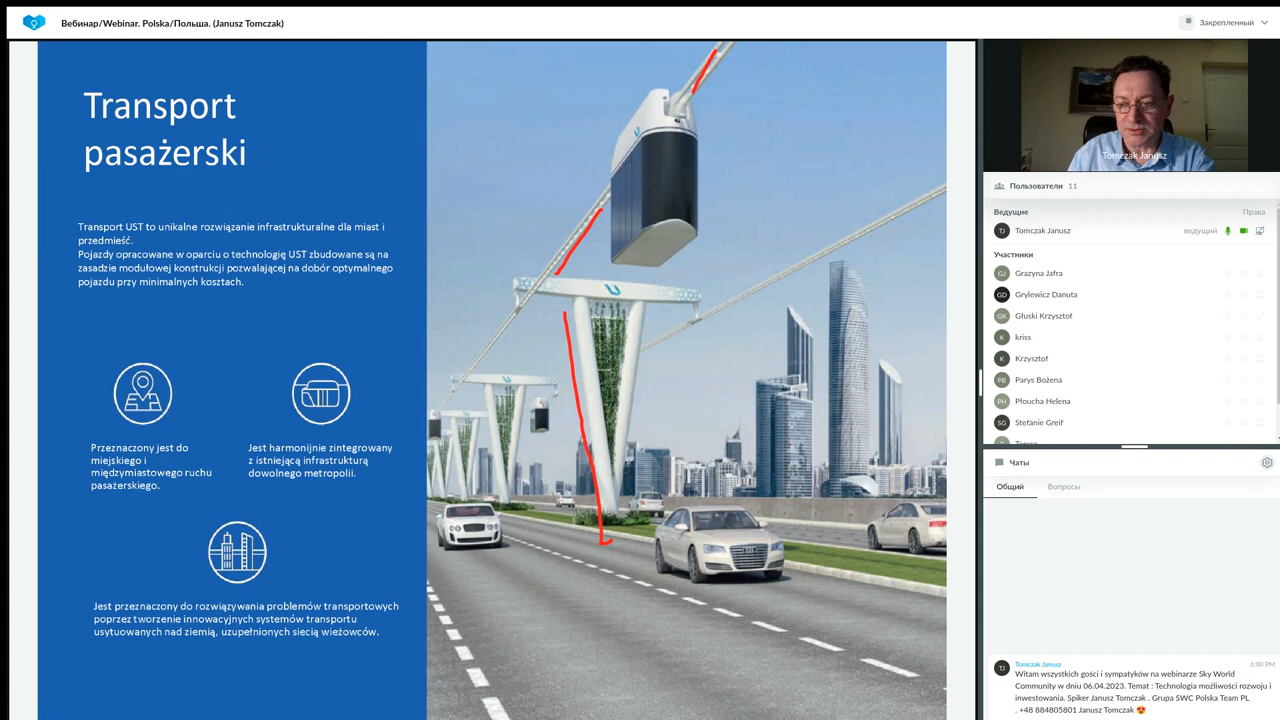 Вебинар/Webinar. Polska/Польша. (Janusz Tomczak)
Закрепленный
Transport
pasażerski
Transport UST to unikalne rozwiązanie infrastrukturalne dla miast i
przedmieść.
Pojazdy opracowane w oparciu o technologię UST zbudowane są na
zasadzie modułowej konstrukcji pozwalającej na dobór optymalnego
pojazdu przy minimalnych kosztach.
Przeznaczony jest do
miejskiego i
międzymiastowego ruchu
pasażerskiego.
Jest harmonijnie zintegrowany
z istniejącą infrastrukturą
dowolnego metropolii.
Jest przeznaczony do rozwiązywania problemów transportowych
poprzez tworzenie innowacyjnych systemów transportu
usytuowanych nad ziemią, uzupełnionych siecią wieżowców.
Tomczak Janusz
Пользователи 11
Ведущие Права
TJ Tomczak Janusz ведущий
Участники
GJ Grazyna Jafra
GD Grylewicz Danuta
GK Głuski Krzysztof
K kriss
K Krzysztof
PB Parys Bożena
PH Płoucha Helena
SG Stefanie Greif
Чаты
Общий Вопросы
TJ Tomczak Janusz 6:00 PM
Witam wszystkich gości i sympatyków na webinarze Sky World
Community w dniu 06.04.2023. Temat : Technologia możliwości rozwoju i
inwestowania. Spiker Janusz Tomczak . Grupa SWC Polska Team PL
. +48 884805801 Janusz Tomczak 😍